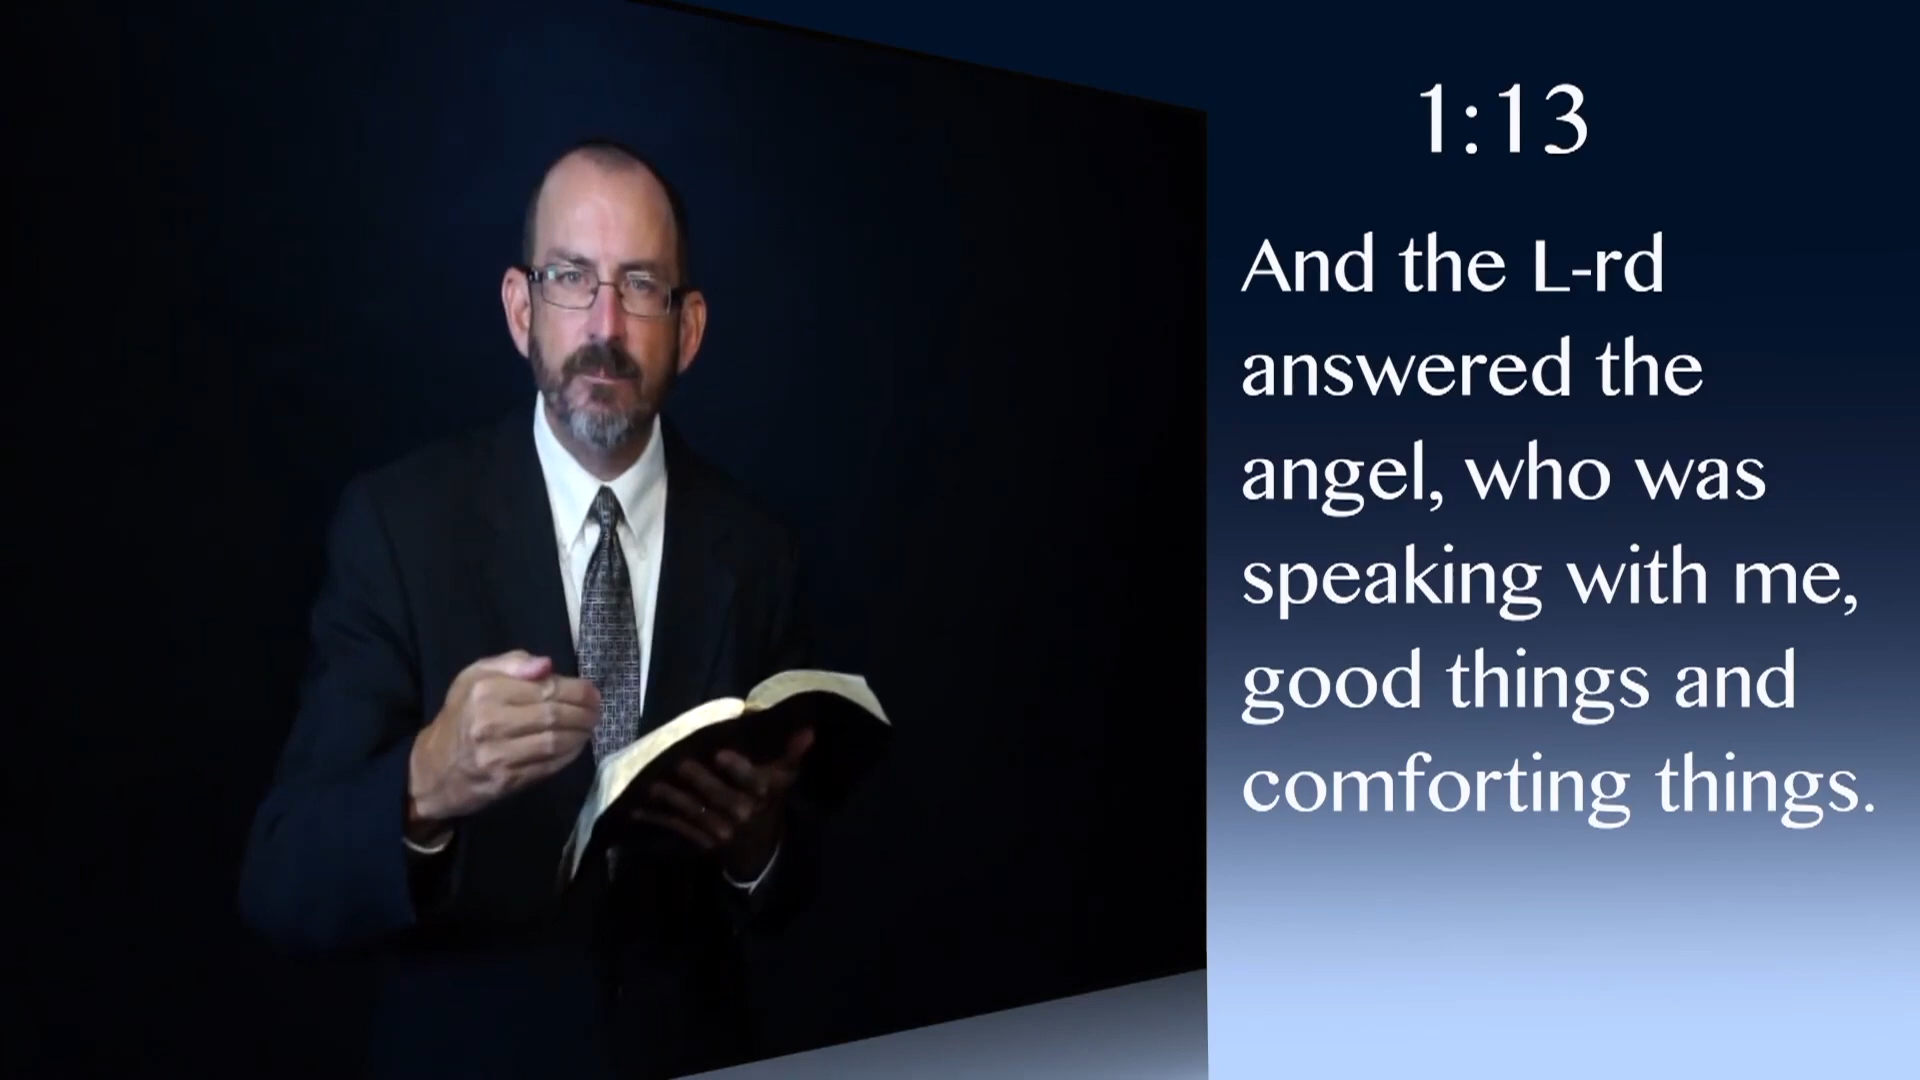 1:13
And the L-rd
answered the
angel, who was
speaking with me,
good things and
comforting things.